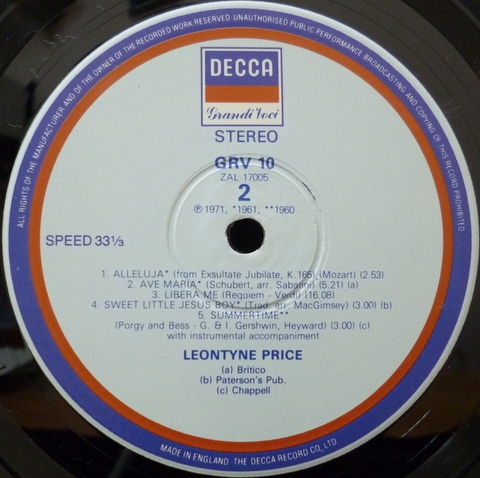 ALL RIGHTS OF THE MANUFACTURER AND OF THE OWNER OF THE RECORDED WORK RESERVED UNAUTHORISED PUBLIC PERFORMANCE BROADCASTING AND COPYING OF THIS RECORD PROHIBITED
DECCA
Grandi Voci
STEREO
GRV 10
ZAL 17005
2
℗ 1971, *1961, **1960
SPEED 33⅓
1. ALLELUJA* (from Exsultate Jubilate, K.165) (Mozart) (2.53)
2. AVE MARIA* (Schubert, arr. Sabatini) (5.21) (a)
3. LIBERA ME (Requiem - Verdi) (16.08)
4. SWEET LITTLE JESUS BOY* (Trad. arr. MacGimsey) (3.00) (b)
5. SUMMERTIME**
(Porgy and Bess - G. & I. Gershwin, Heyward) (3.00) (c)
with instrumental accompaniment
LEONTYNE PRICE
(a) Britico
(b) Paterson's Pub.
(c) Chappell
MADE IN ENGLAND · THE DECCA RECORD CO, LTD